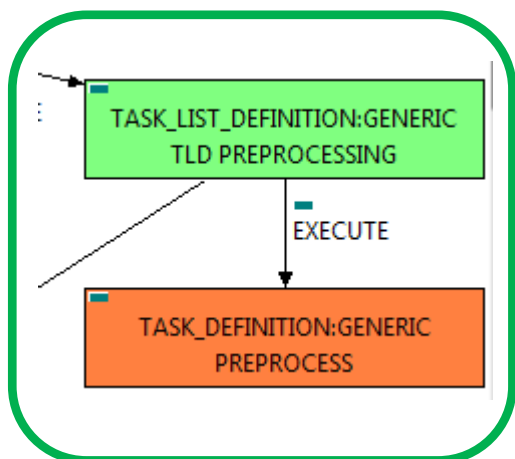 TASK_LIST_DEFINITION:GENERIC
TLD PREPROCESSING
EXECUTE
TASK_DEFINITION:GENERIC
PREPROCESS